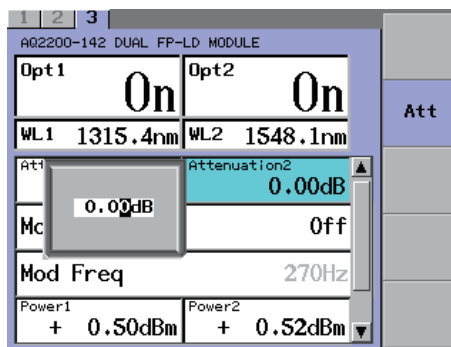 1 2 3
AQ2200-142 DUAL FP-LD MODULE
Opt1 On Opt2 On
WL1 1315.4nm WL2 1548.1nm
Att
Attenuation2
0.00dB
0.00dB
Off
Mod Freq 270Hz
Power1 Power2
+ 0.50dBm + 0.52dBm